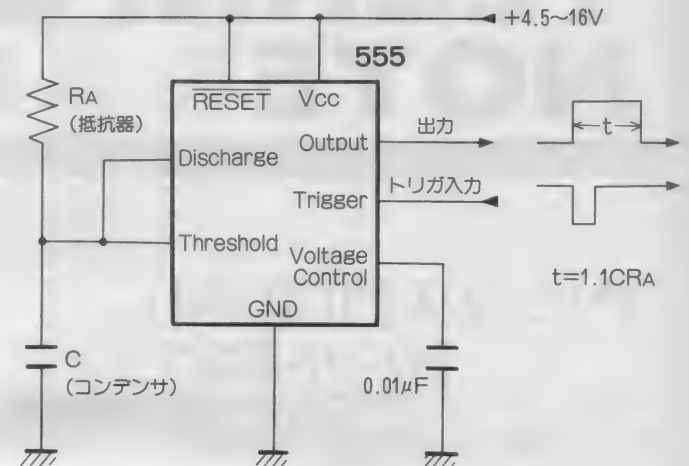 +4.5~16V
555
RA
(抵抗器)
RESET
Vcc
Discharge
Output
出力
t
Trigger
トリガ入力
Threshold
Voltage
Control
t=1.1CRA
GND
C
(コンデンサ)
0.01μF